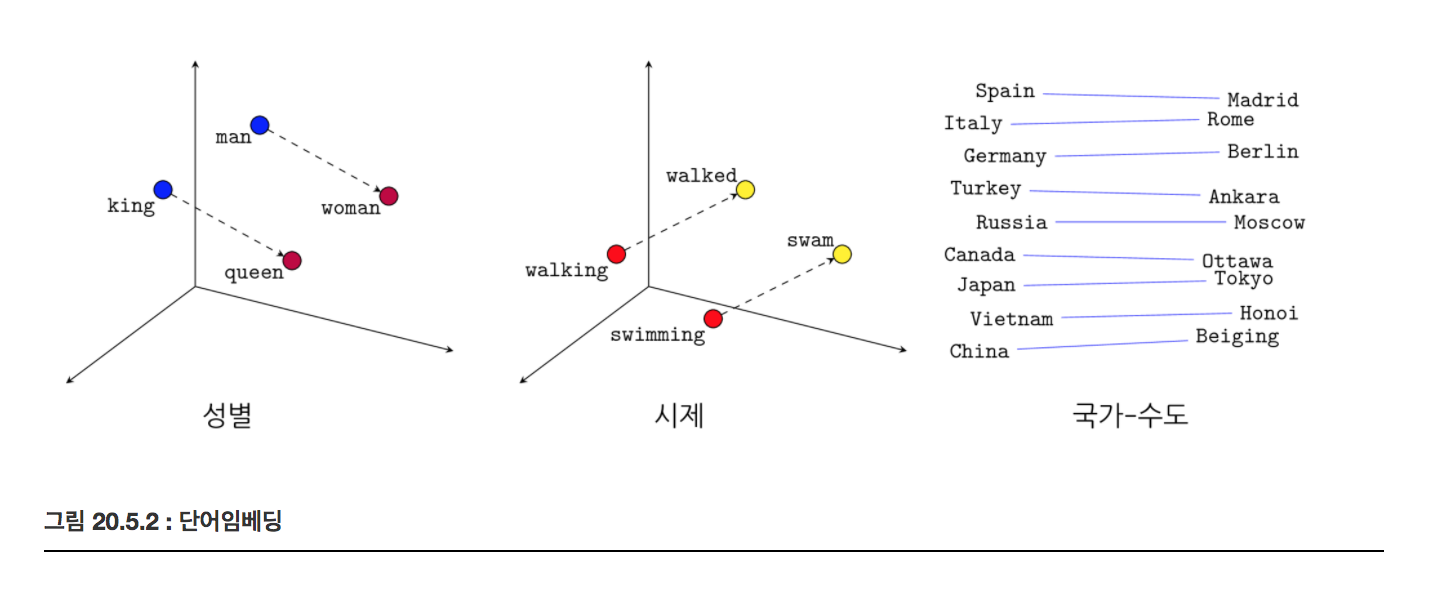 man
king
woman
queen
성별
walked
walking
swam
swimming
시제
Spain Madrid
Italy Rome
Germany Berlin
Turkey Ankara
Russia Moscow
Canada Ottawa
Japan Tokyo
Vietnam Honoi
China Beiging
국가-수도
그림 20.5.2 : 단어임베딩